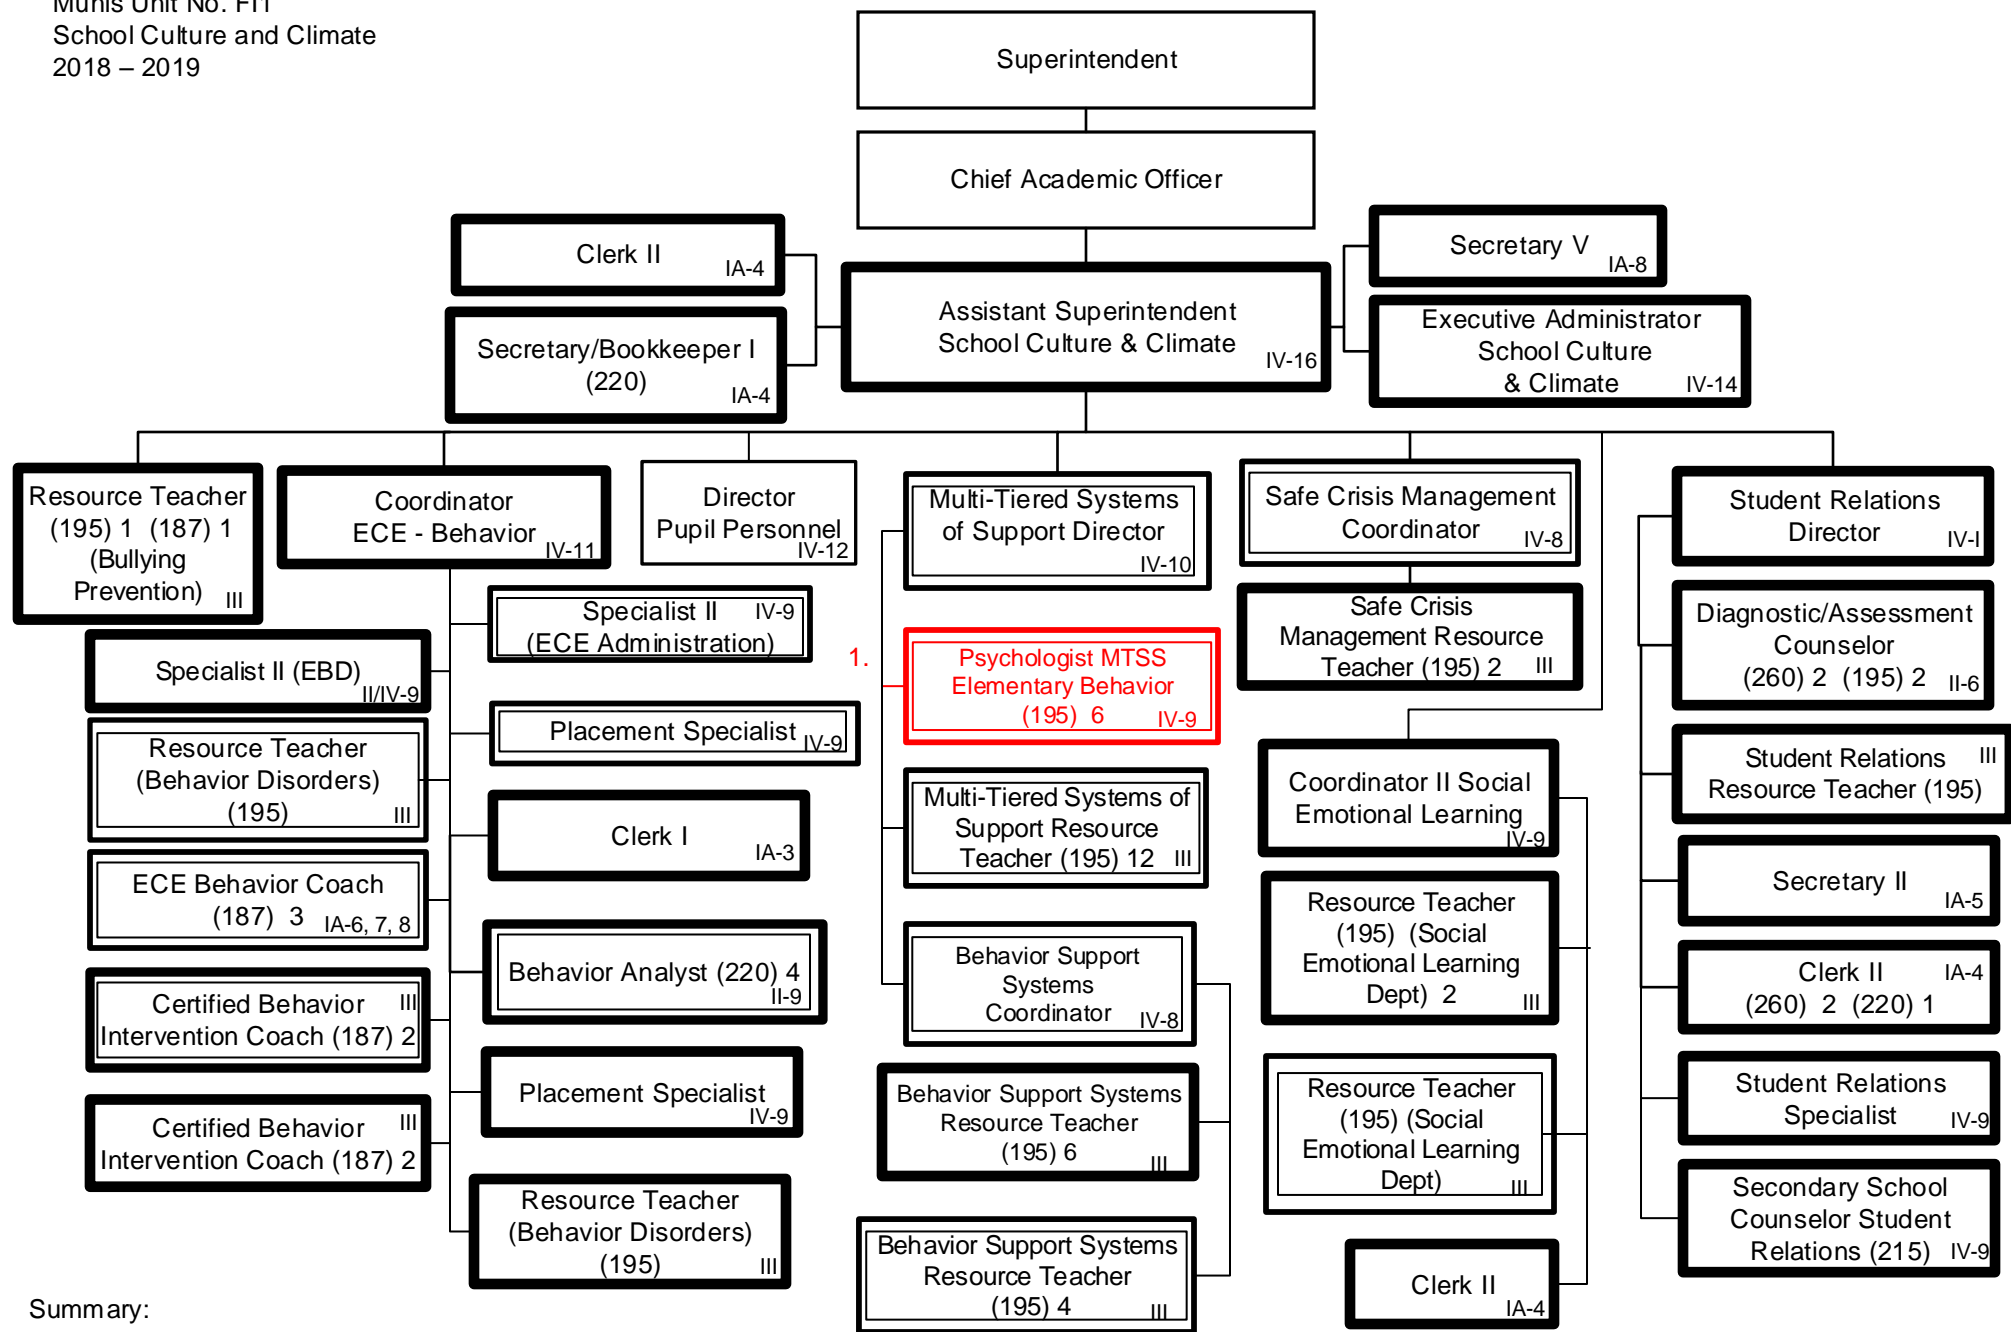 Munis Unit No. FI1
School Culture and Climate
2018 – 2019
Superintendent
Chief Academic Officer
Clerk II
IA-4
Secretary/Bookkeeper I
(220)
IA-4
Assistant Superintendent
School Culture & Climate
IV-16
Secretary V
IA-8
Executive Administrator
School Culture
& Climate
IV-14
Resource Teacher
(195) 1 (187) 1
(Bullying
Prevention)
III
Coordinator
ECE - Behavior
IV-11
Director
Pupil Personnel
IV-12
Multi-Tiered Systems
of Support Director
IV-10
Safe Crisis Management
Coordinator
IV-8
Student Relations
Director
IV-I
Specialist II (EBD)
II/IV-9
Resource Teacher
(Behavior Disorders)
(195)
III
ECE Behavior Coach
(187) 3
IA-6, 7, 8
Certified Behavior
III
Intervention Coach (187) 2
Certified Behavior
III
Intervention Coach (187) 2
Specialist II
IV-9
(ECE Administration)
Placement Specialist
IV-9
Clerk I
IA-3
Behavior Analyst (220) 4
II-9
Placement Specialist
IV-9
Resource Teacher
(Behavior Disorders)
(195)
III
1.
Psychologist MTSS
Elementary Behavior
(195) 6
IV-9
Multi-Tiered Systems of
Support Resource
Teacher (195) 12
III
Behavior Support
Systems
Coordinator
IV-8
Behavior Support Systems
Resource Teacher
(195) 6
III
Behavior Support Systems
Resource Teacher
(195) 4
III
Safe Crisis
Management Resource
Teacher (195) 2
III
Coordinator II Social
Emotional Learning
IV-9
Resource Teacher
(195) (Social
Emotional Learning
Dept) 2
III
Resource Teacher
(195) (Social
Emotional Learning
Dept)
III
Clerk II
IA-4
Diagnostic/Assessment
Counselor
(260) 2 (195) 2
II-6
Student Relations
III
Resource Teacher (195)
Secretary II
IA-5
Clerk II
IA-4
(260) 2 (220) 1
Student Relations
Specialist
IV-9
Secondary School
Counselor Student
Relations (215)
IV-9
Summary: